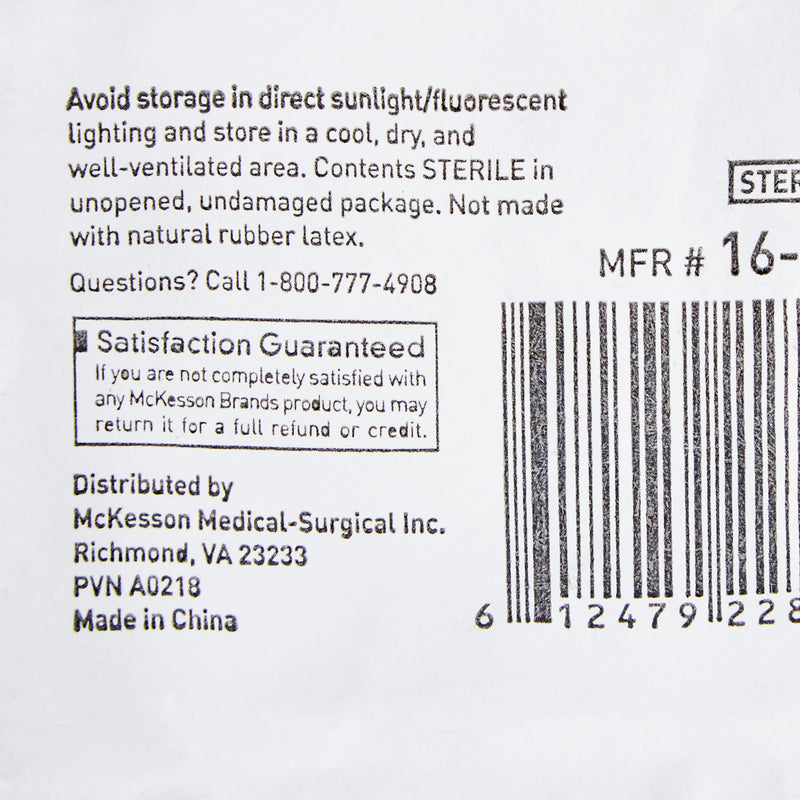 Avoid storage in direct sunlight/fluorescent
lighting and store in a cool, dry, and
well-ventilated area. Contents STERILE in
unopened, undamaged package. Not made
with natural rubber latex.
Questions? Call 1-800-777-4908
Satisfaction Guaranteed
If you are not completely satisfied with
any McKesson Brands product, you may
return it for a full refund or credit.
Distributed by
McKesson Medical-Surgical Inc.
Richmond, VA 23233
PVN A0218
Made in China
STER
MFR # 16-
6 12479 228